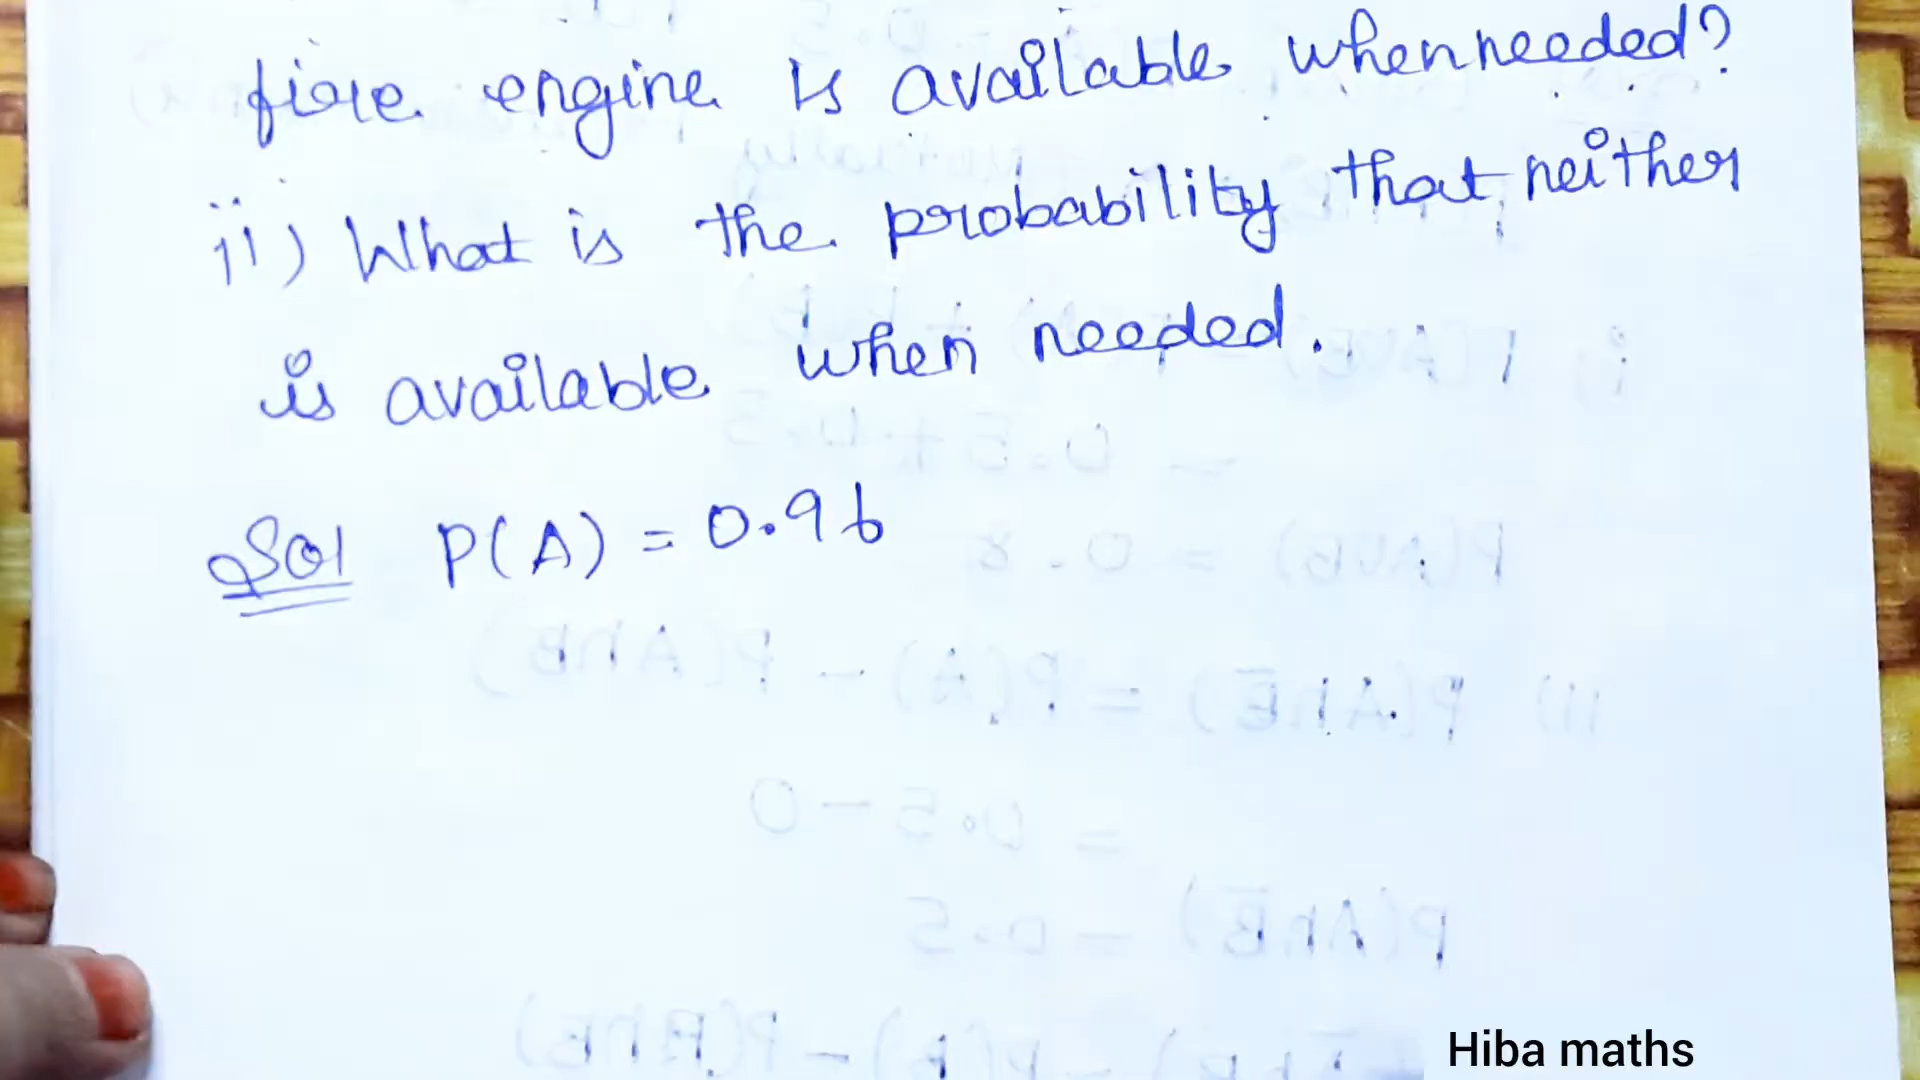 fire engine is available when needed?
ii) What is the probability that neither
is available when needed.
Sol P(A) = 0.96
Hiba maths